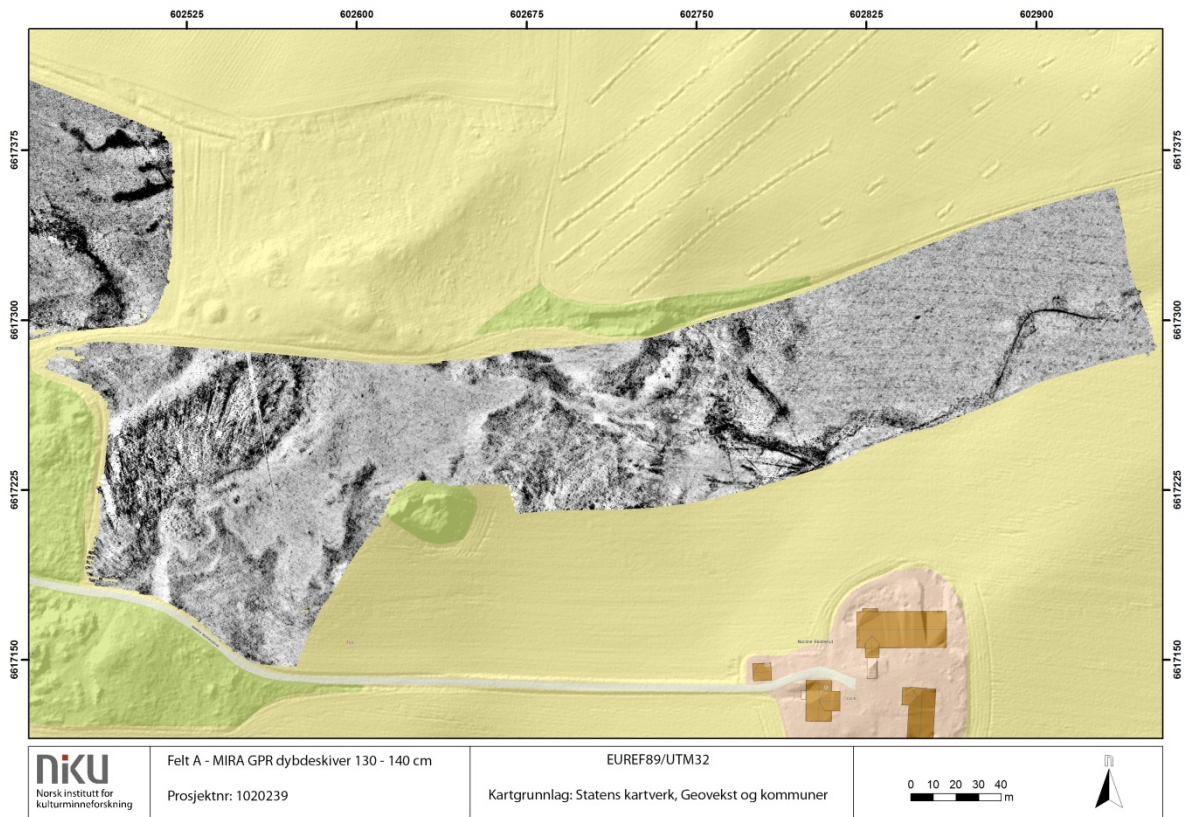 602525 602600 602675 602750 602825 602900
6617375 6617375
6617300 6617300
6617225 6617225
6617150 6617150
niku
Norsk institutt for
kulturminneforskning
Felt A - MIRA GPR dybdeskiver 130 - 140 cm
Prosjektnr: 1020239
EUREF89/UTM32
Kartgrunnlag: Statens kartverk, Geovekst og kommuner
0 10 20 30 40
m
n